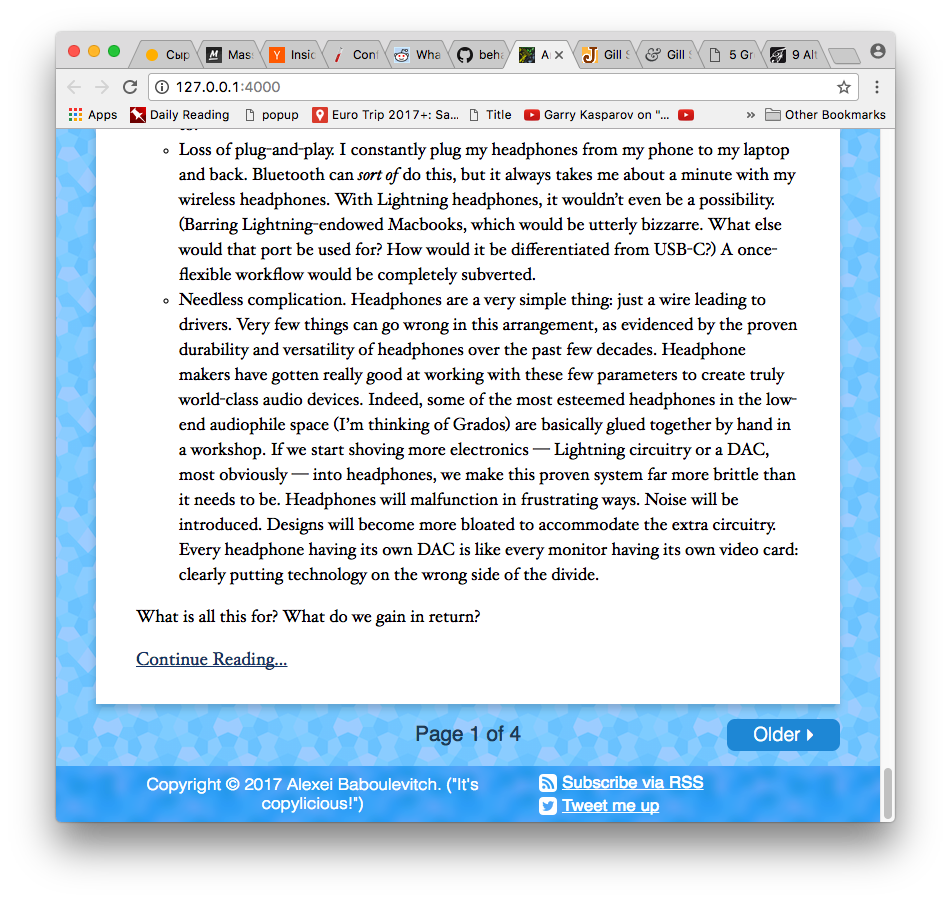 Сыр
Mas
Insic
Conf
Wha
beha
A
Gill S
Gill S
5 Gr
9 Alt
127.0.0.1:4000
Apps Daily Reading popup Euro Trip 2017+: Sa... Title Garry Kasparov on "... » Other Bookmarks
Loss of plug-and-play. I constantly plug my headphones from my phone to my laptop
and back. Bluetooth can sort of do this, but it always takes me about a minute with my
wireless headphones. With Lightning headphones, it wouldn’t even be a possibility.
(Barring Lightning-endowed Macbooks, which would be utterly bizzarre. What else
would that port be used for? How would it be differentiated from USB-C?) A once-
flexible workflow would be completely subverted.
Needless complication. Headphones are a very simple thing: just a wire leading to
drivers. Very few things can go wrong in this arrangement, as evidenced by the proven
durability and versatility of headphones over the past few decades. Headphone
makers have gotten really good at working with these few parameters to create truly
world-class audio devices. Indeed, some of the most esteemed headphones in the low-
end audiophile space (I’m thinking of Grados) are basically glued together by hand in
a workshop. If we start shoving more electronics — Lightning circuitry or a DAC,
most obviously — into headphones, we make this proven system far more brittle than
it needs to be. Headphones will malfunction in frustrating ways. Noise will be
introduced. Designs will become more bloated to accommodate the extra circuitry.
Every headphone having its own DAC is like every monitor having its own video card:
clearly putting technology on the wrong side of the divide.
What is all this for? What do we gain in return?
Continue Reading...
Page 1 of 4
Older
Copyright © 2017 Alexei Baboulevitch. ("It's
copylicious!")
Subscribe via RSS
Tweet me up